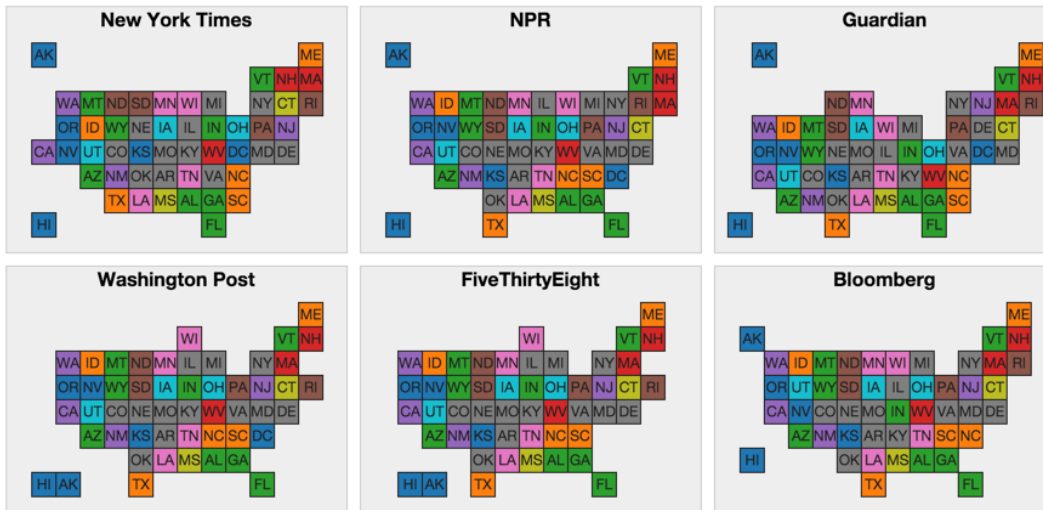 New York Times
AK ME
VT NH MA
WA MT ND SD MN WI MI NY CT RI
OR ID WY NE IA IL IN OH PA NJ
CA NV UT CO KS MO KY WV DC MD DE
AZ NM OK AR TN VA NC
TX LA MS AL GA SC
HI FL
NPR
AK ME
VT NH
WA ID MT ND MN IL WI MI NY RI MA
OR NV WY SD IA IN OH PA NJ CT
CA UT CO NE MO KY WV VA MD DE
AZ NM KS AR TN NC SC DC
OK LA MS AL GA
HI TX FL
Guardian
AK ME
VT NH
ND MN NY NJ MA RI
WA ID MT SD IA WI MI PA DE CT
OR NV WY NE MO IL IN OH VA DC MD
CA UT CO KS AR TN KY WV NC
AZ NM OK LA MS AL GA SC
HI TX FL
Washington Post
ME
WI VT NH
WA ID MT ND MN IL MI NY MA
OR NV WY SD IA IN OH PA NJ CT RI
CA UT CO NE MO KY WV VA MD DE
AZ NM KS AR TN NC SC DC
OK LA MS AL GA
HI AK TX FL
FiveThirtyEight
ME
WI VT NH
WA ID MT ND MN IL MI NY MA
OR NV WY SD IA IN OH PA NJ CT RI
CA UT CO NE MO KY WV VA MD DE
AZ NM KS AR TN NC SC
OK LA MS AL GA
HI AK TX FL
Bloomberg
ME
AK VT NH
WA ID MT ND MN WI MI NY MA RI
OR UT WY SD IA IL OH PA NJ CT
CA NV CO NE MO IN WV VA MD DE
AZ NM KS AR KY TN SC NC
HI OK LA MS AL GA
TX FL